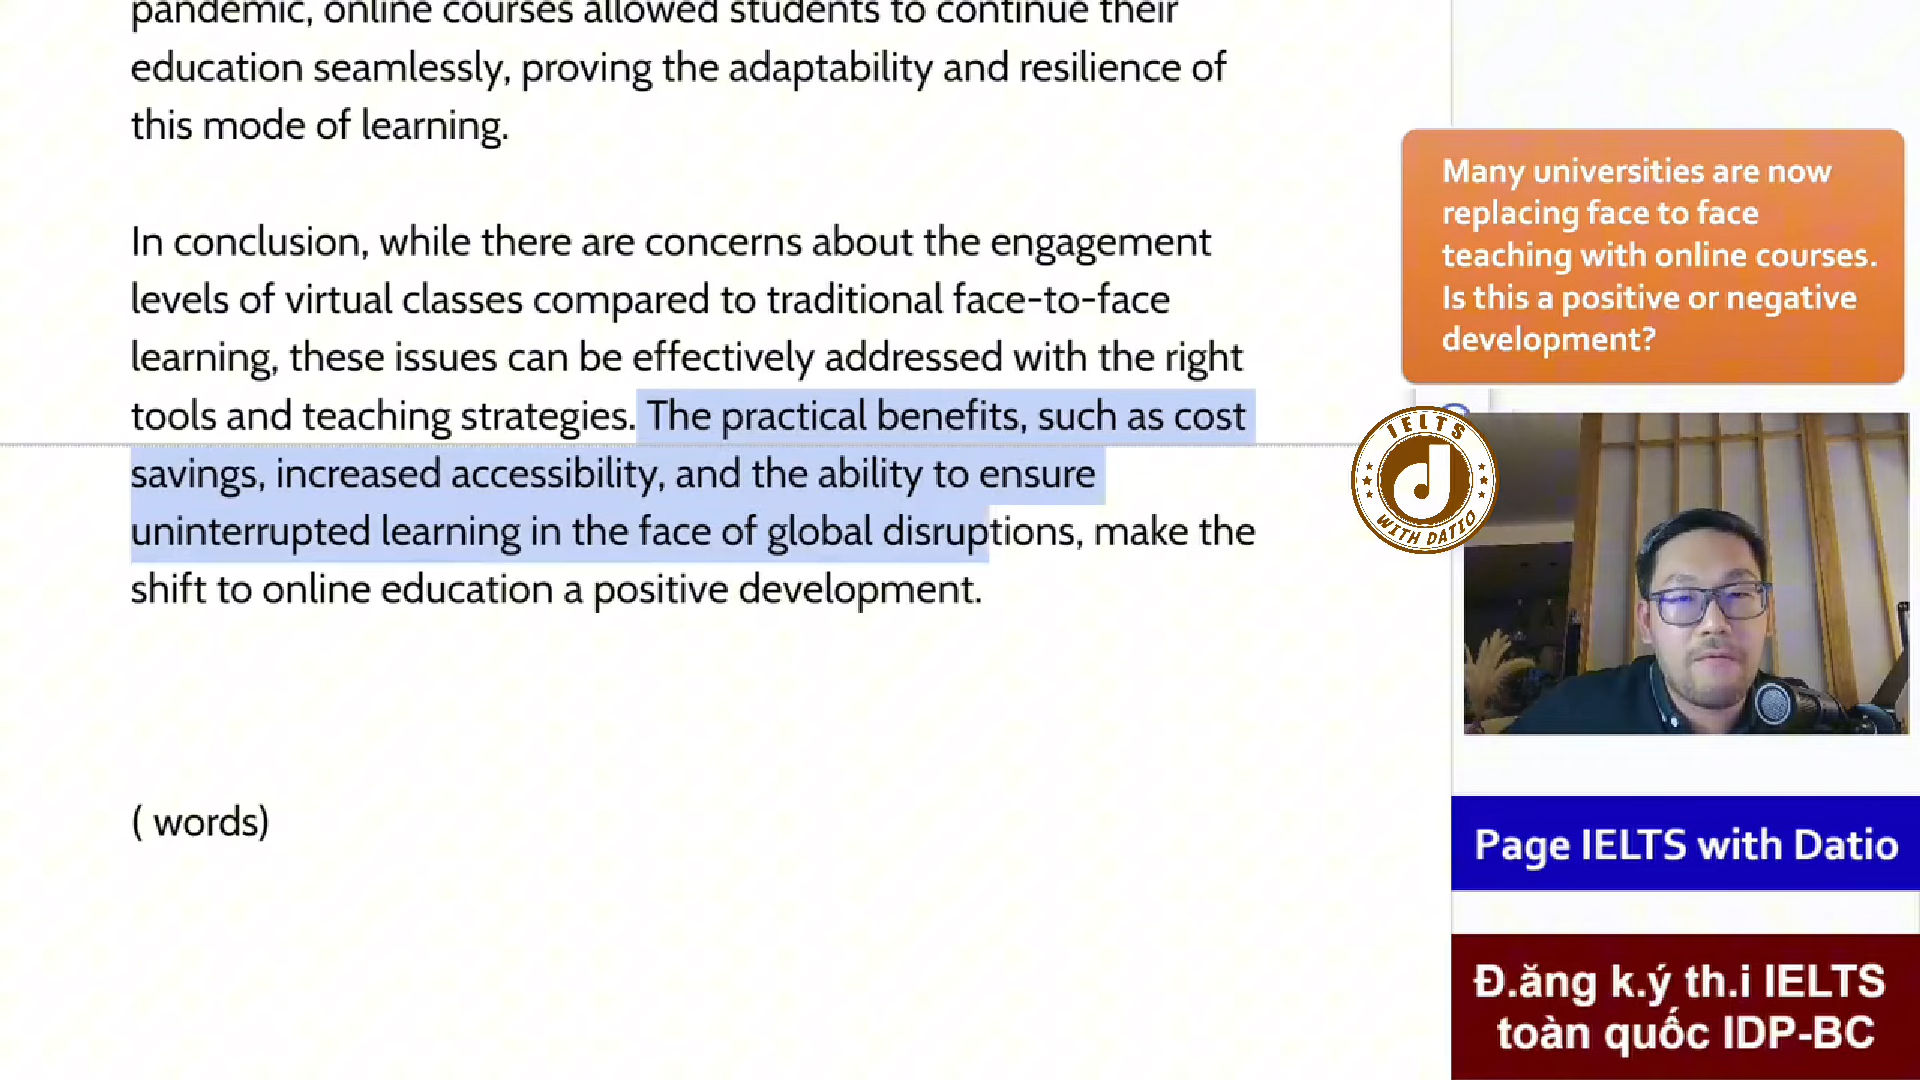 pandemic, online courses allowed students to continue their
education seamlessly, proving the adaptability and resilience of
this mode of learning.
In conclusion, while there are concerns about the engagement
levels of virtual classes compared to traditional face-to-face
learning, these issues can be effectively addressed with the right
tools and teaching strategies. The practical benefits, such as cost
savings, increased accessibility, and the ability to ensure
uninterrupted learning in the face of global disruptions, make the
shift to online education a positive development.
( words)
Many universities are now
replacing face to face
teaching with online courses.
Is this a positive or negative
development?
IELTS
d
WITH DATIO
Page IELTS with Datio
Đ.ăng k.ý th.i IELTS
toàn quốc IDP-BC